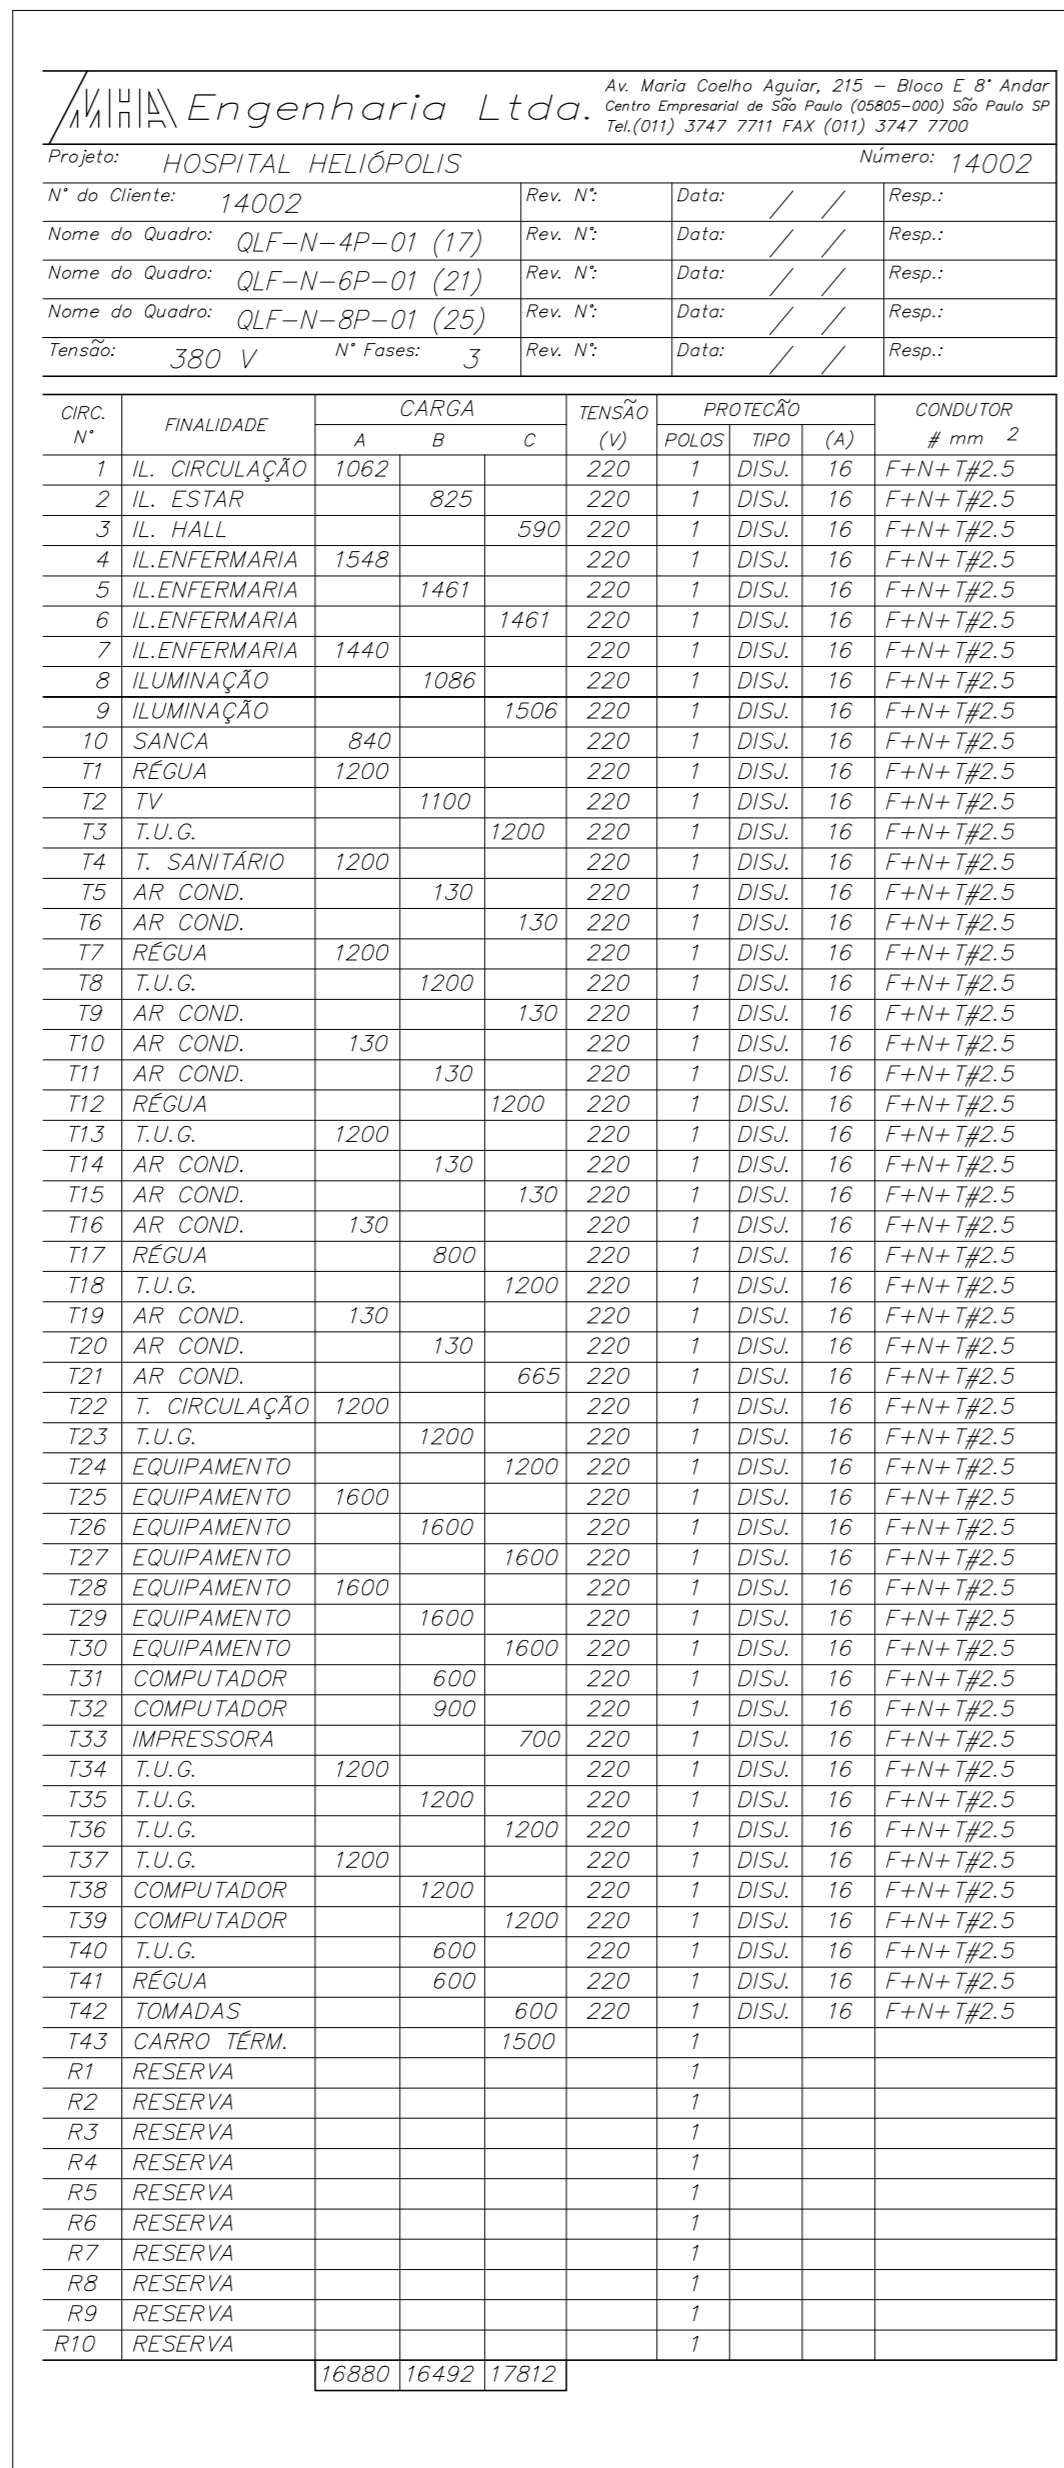 MHA Engenharia Ltda.
Av. Maria Coelho Aguiar, 215 – Bloco E 8° Andar
Centro Empresarial de São Paulo (05805-000) São Paulo SP
Tel.(011) 3747 7711 FAX (011) 3747 7700
Projeto: HOSPITAL HELIÓPOLIS Número: 14002
N° do Cliente: 14002 Rev. N°: Data: / / Resp.:
Nome do Quadro: QLF-N-4P-01 (17) Rev. N°: Data: / / Resp.:
Nome do Quadro: QLF-N-6P-01 (21) Rev. N°: Data: / / Resp.:
Nome do Quadro: QLF-N-8P-01 (25) Rev. N°: Data: / / Resp.:
Tensão: 380 V N° Fases: 3 Rev. N°: Data: / / Resp.:
CIRC. N° FINALIDADE CARGA TENSÃO PROTECÃO CONDUTOR
A B C (V) POLOS TIPO (A) # mm 2
1 IL. CIRCULAÇÃO 1062 220 1 DISJ. 16 F+N+T#2.5
2 IL. ESTAR 825 220 1 DISJ. 16 F+N+T#2.5
3 IL. HALL 590 220 1 DISJ. 16 F+N+T#2.5
4 IL.ENFERMARIA 1548 220 1 DISJ. 16 F+N+T#2.5
5 IL.ENFERMARIA 1461 220 1 DISJ. 16 F+N+T#2.5
6 IL.ENFERMARIA 1461 220 1 DISJ. 16 F+N+T#2.5
7 IL.ENFERMARIA 1440 220 1 DISJ. 16 F+N+T#2.5
8 ILUMINAÇÃO 1086 220 1 DISJ. 16 F+N+T#2.5
9 ILUMINAÇÃO 1506 220 1 DISJ. 16 F+N+T#2.5
10 SANCA 840 220 1 DISJ. 16 F+N+T#2.5
T1 RÉGUA 1200 220 1 DISJ. 16 F+N+T#2.5
T2 TV 1100 220 1 DISJ. 16 F+N+T#2.5
T3 T.U.G. 1200 220 1 DISJ. 16 F+N+T#2.5
T4 T. SANITÁRIO 1200 220 1 DISJ. 16 F+N+T#2.5
T5 AR COND. 130 220 1 DISJ. 16 F+N+T#2.5
T6 AR COND. 130 220 1 DISJ. 16 F+N+T#2.5
T7 RÉGUA 1200 220 1 DISJ. 16 F+N+T#2.5
T8 T.U.G. 1200 220 1 DISJ. 16 F+N+T#2.5
T9 AR COND. 130 220 1 DISJ. 16 F+N+T#2.5
T10 AR COND. 130 220 1 DISJ. 16 F+N+T#2.5
T11 AR COND. 130 220 1 DISJ. 16 F+N+T#2.5
T12 RÉGUA 1200 220 1 DISJ. 16 F+N+T#2.5
T13 T.U.G. 1200 220 1 DISJ. 16 F+N+T#2.5
T14 AR COND. 130 220 1 DISJ. 16 F+N+T#2.5
T15 AR COND. 130 220 1 DISJ. 16 F+N+T#2.5
T16 AR COND. 130 220 1 DISJ. 16 F+N+T#2.5
T17 RÉGUA 800 220 1 DISJ. 16 F+N+T#2.5
T18 T.U.G. 1200 220 1 DISJ. 16 F+N+T#2.5
T19 AR COND. 130 220 1 DISJ. 16 F+N+T#2.5
T20 AR COND. 130 220 1 DISJ. 16 F+N+T#2.5
T21 AR COND. 665 220 1 DISJ. 16 F+N+T#2.5
T22 T. CIRCULAÇÃO 1200 220 1 DISJ. 16 F+N+T#2.5
T23 T.U.G. 1200 220 1 DISJ. 16 F+N+T#2.5
T24 EQUIPAMENTO 1200 220 1 DISJ. 16 F+N+T#2.5
T25 EQUIPAMENTO 1600 220 1 DISJ. 16 F+N+T#2.5
T26 EQUIPAMENTO 1600 220 1 DISJ. 16 F+N+T#2.5
T27 EQUIPAMENTO 1600 220 1 DISJ. 16 F+N+T#2.5
T28 EQUIPAMENTO 1600 220 1 DISJ. 16 F+N+T#2.5
T29 EQUIPAMENTO 1600 220 1 DISJ. 16 F+N+T#2.5
T30 EQUIPAMENTO 1600 220 1 DISJ. 16 F+N+T#2.5
T31 COMPUTADOR 600 220 1 DISJ. 16 F+N+T#2.5
T32 COMPUTADOR 900 220 1 DISJ. 16 F+N+T#2.5
T33 IMPRESSORA 700 220 1 DISJ. 16 F+N+T#2.5
T34 T.U.G. 1200 220 1 DISJ. 16 F+N+T#2.5
T35 T.U.G. 1200 220 1 DISJ. 16 F+N+T#2.5
T36 T.U.G. 1200 220 1 DISJ. 16 F+N+T#2.5
T37 T.U.G. 1200 220 1 DISJ. 16 F+N+T#2.5
T38 COMPUTADOR 1200 220 1 DISJ. 16 F+N+T#2.5
T39 COMPUTADOR 1200 220 1 DISJ. 16 F+N+T#2.5
T40 T.U.G. 600 220 1 DISJ. 16 F+N+T#2.5
T41 RÉGUA 600 220 1 DISJ. 16 F+N+T#2.5
T42 TOMADAS 600 220 1 DISJ. 16 F+N+T#2.5
T43 CARRO TÉRM. 1500 1
R1 RESERVA 1
R2 RESERVA 1
R3 RESERVA 1
R4 RESERVA 1
R5 RESERVA 1
R6 RESERVA 1
R7 RESERVA 1
R8 RESERVA 1
R9 RESERVA 1
R10 RESERVA 1
16880 16492 17812